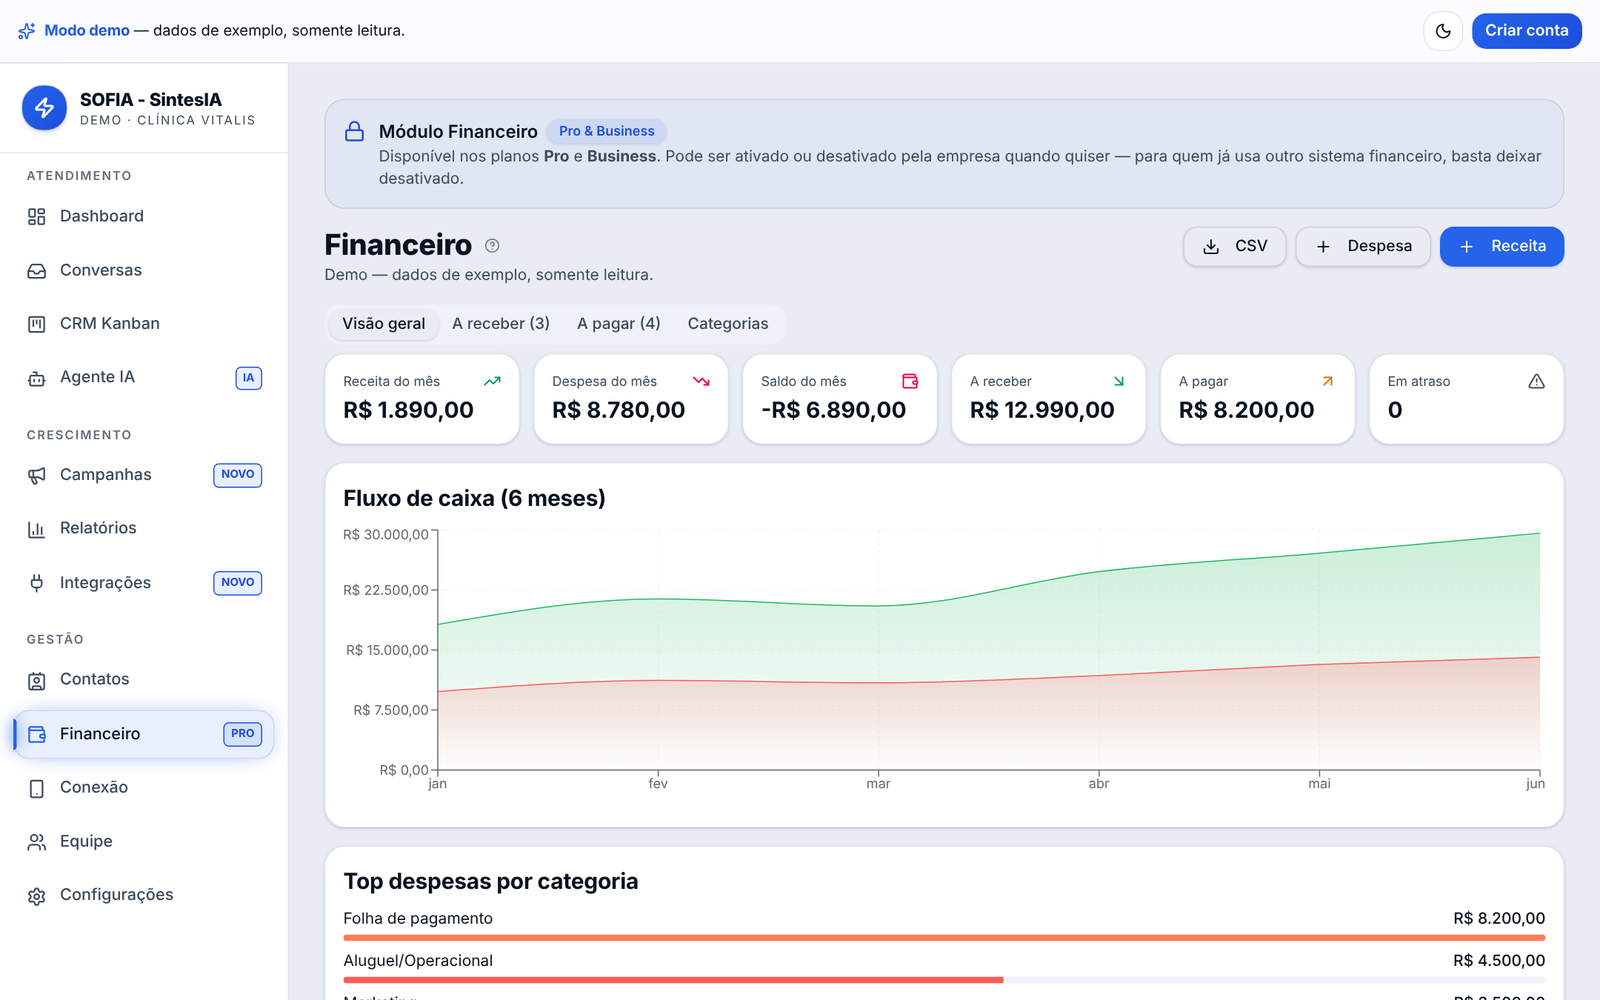 Modo demo — dados de exemplo, somente leitura.
Criar conta
SOFIA - SintesIA
DEMO · CLÍNICA VITALIS
ATENDIMENTO
Dashboard
Conversas
CRM Kanban
Agente IA
IA
CRESCIMENTO
Campanhas
NOVO
Relatórios
Integrações
NOVO
GESTÃO
Contatos
Financeiro
PRO
Conexão
Equipe
Configurações
Módulo Financeiro
Pro & Business
Disponível nos planos Pro e Business. Pode ser ativado ou desativado pela empresa quando quiser — para quem já usa outro sistema financeiro, basta deixar
desativado.
Financeiro
Demo — dados de exemplo, somente leitura.
CSV
Despesa
Receita
Visão geral
A receber (3)
A pagar (4)
Categorias
Receita do mês
R$ 1.890,00
Despesa do mês
R$ 8.780,00
Saldo do mês
-R$ 6.890,00
A receber
R$ 12.990,00
A pagar
R$ 8.200,00
Em atraso
0
Fluxo de caixa (6 meses)
R$ 30.000,00
R$ 22.500,00
R$ 15.000,00
R$ 7.500,00
R$ 0,00
jan
fev
mar
abr
mai
jun
Top despesas por categoria
Folha de pagamento
R$ 8.200,00
Aluguel/Operacional
R$ 4.500,00